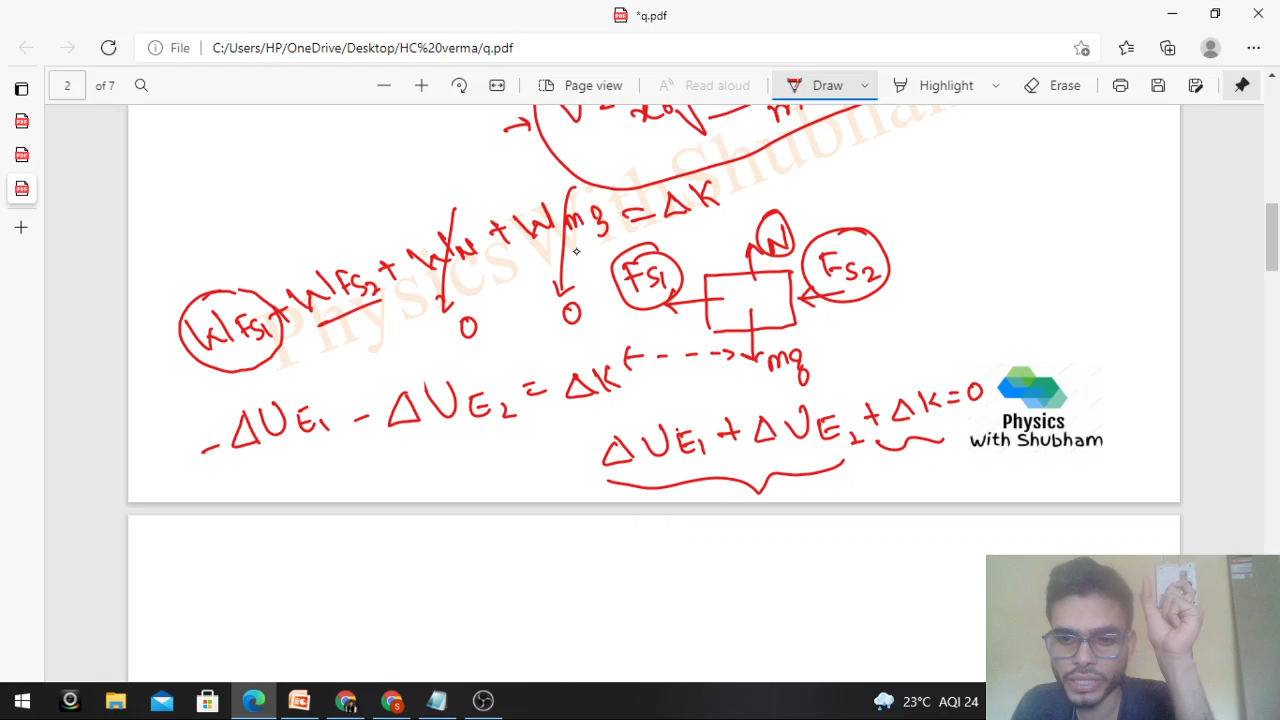 *q.pdf
File C:/Users/HP/OneDrive/Desktop/HC%20verma/q.pdf
2 of 7 Page view Read aloud Draw Highlight Erase
WFS1 + WFS2 + WN + Wmg = ΔK
0
0
FS1
N
FS2
mg
-ΔUE1 - ΔUE2 = ΔK
ΔUE1 + ΔUE2 + ΔK = 0
PhysicsWithShubham
Physics
with Shubham
23°C AQI 24